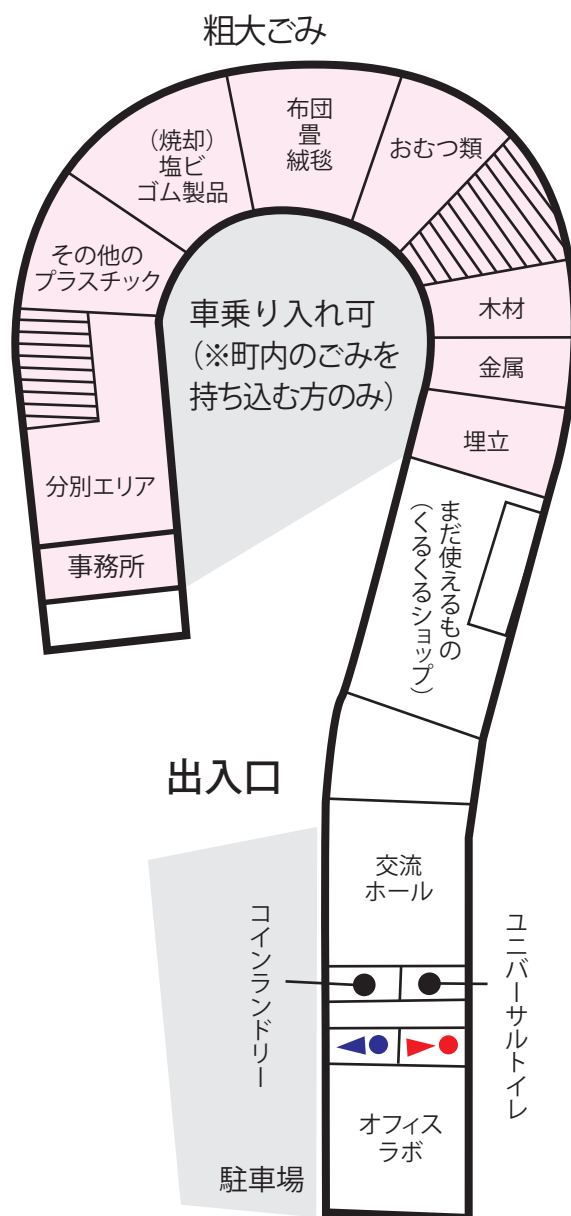 粗大ごみ
布団
畳
絨毯
（焼却）
塩ビ
ゴム製品
おむつ類
その他の
プラスチック
車乗り入れ可
（※町内のごみを
持ち込む方のみ）
木材
金属
埋立
分別エリア
事務所
まだ使えるもの
（くるくるショップ）
出入口
交流
ホール
コインランドリー
ユニバーサルトイレ
オフィス
ラボ
駐車場